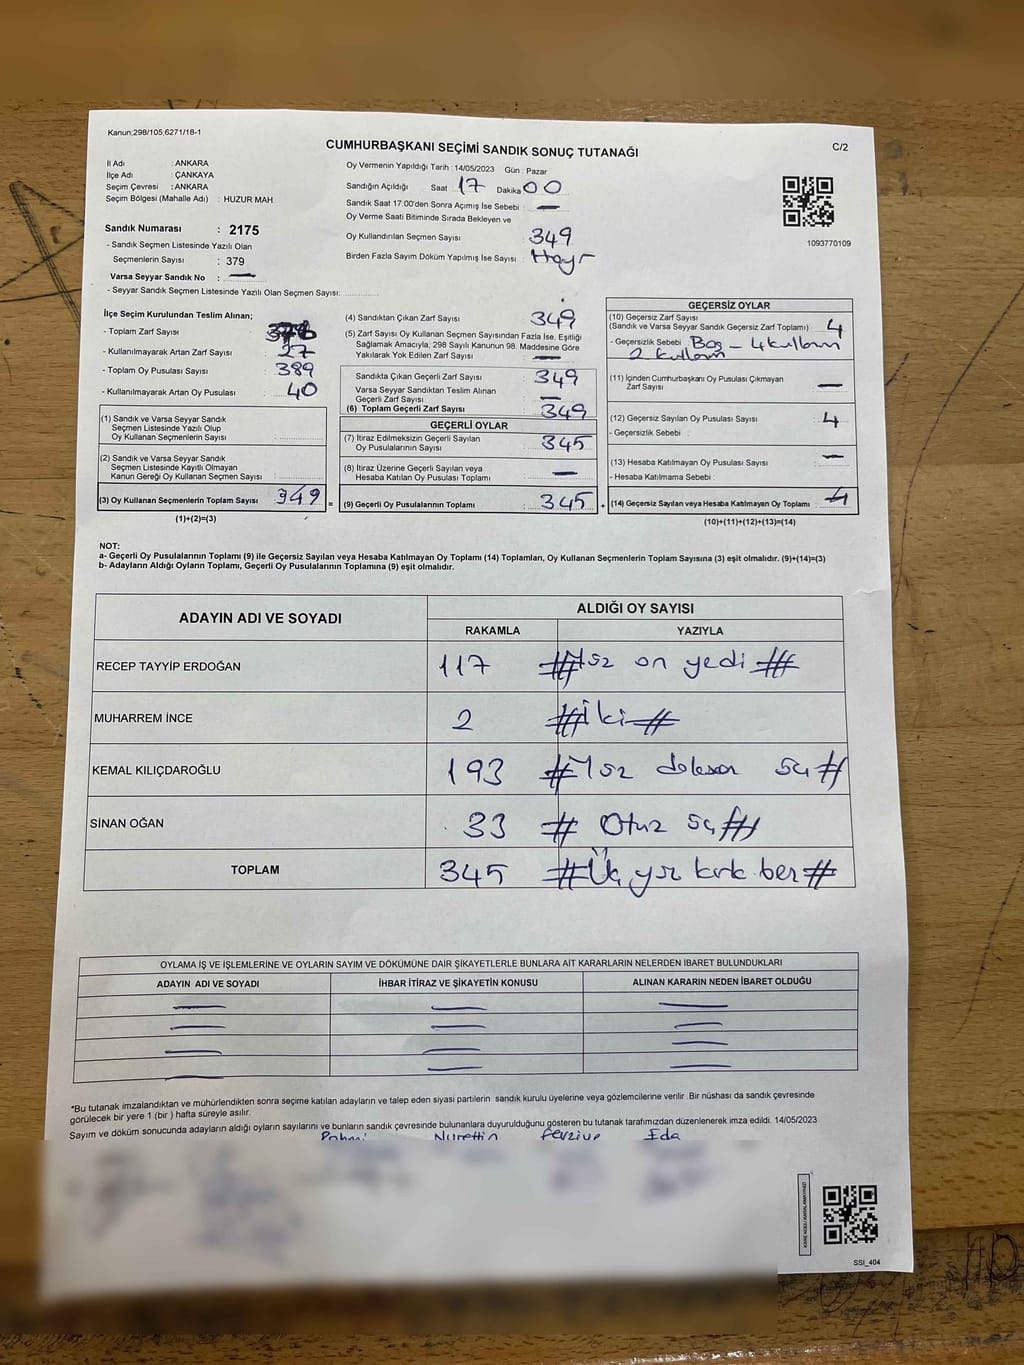 Kanun;298/105;6271/18-1
C/2
CUMHURBAŞKANI SEÇİMİ SANDIK SONUÇ TUTANAĞI
İl Adı : ANKARA
İlçe Adı : ÇANKAYA
Seçim Çevresi : ANKARA
Seçim Bölgesi (Mahalle Adı) : HUZUR MAH.
Sandık Numarası : 2175
- Sandık Seçmen Listesinde Yazılı Olan
Seçmenlerin Sayısı : 379
Varsa Seyyar Sandık No : —
- Seyyar Sandık Seçmen Listesinde Yazılı Olan Seçmen Sayısı: ............
Oy Vermenin Yapıldığı Tarih : 14/05/2023 Gün : Pazar
Sandığın Açıldığı Saat 17 Dakika 00
Sandık Saat 17:00'den Sonra Açımış İse Sebebi : —
Oy Verme Saati Bitiminde Sırada Bekleyen ve
Oy Kullandırılan Seçmen Sayısı : 349
Birden Fazla Sayım Döküm Yapılmış İse Sayısı : Hayr
1093770109
İlçe Seçim Kurulundan Teslim Alınan;
- Toplam Zarf Sayısı
- Kullanılmayarak Artan Zarf Sayısı : 27
- Toplam Oy Pusulası Sayısı : 389
- Kullanılmayarak Artan Oy Pusulası : 40
(1) Sandık ve Varsa Seyyar Sandık
Seçmen Listesinde Yazılı Olup
Oy Kullanan Seçmenlerin Sayısı : ............
(2) Sandık ve Varsa Seyyar Sandık
Seçmen Listesinde Kayıtlı Olmayan
Kanun Gereği Oy Kullanan Seçmen Sayısı : ............
(3) Oy Kullanan Seçmenlerin Toplam Sayısı : 349 =
(1)+(2)=(3)
(4) Sandıktan Çıkan Zarf Sayısı : 349
(5) Zarf Sayısı Oy Kullanan Seçmen Sayısından Fazla İse, Eşitliği
Sağlamak Amacıyla; 298 Sayılı Kanunun 98. Maddesine Göre
Yakılarak Yok Edilen Zarf Sayısı : —
Sandıkta Çıkan Geçerli Zarf Sayısı : 349
Varsa Seyyar Sandıktan Teslim Alınan
Geçerli Zarf Sayısı : —
(6) Toplam Geçerli Zarf Sayısı : 349
GEÇERLİ OYLAR
(7) İtiraz Edilmeksizin Geçerli Sayılan
Oy Pusulalarının Sayısı : 345
(8) İtiraz Üzerine Geçerli Sayılan veya
Hesaba Katılan Oy Pusulası Toplamı : —
(9) Geçerli Oy Pusulalarının Toplamı : 345 +
GEÇERSİZ OYLAR
(10) Geçersiz Zarf Sayısı
(Sandık ve Varsa Seyyar Sandık Geçersiz Zarf Toplamı) : 4
- Geçersizlik Sebebi : Boş – 4 kullanım
2 kullanım
(11) İçinden Cumhurbaşkanı Oy Pusulası Çıkmayan
Zarf Sayısı : —
(12) Geçersiz Sayılan Oy Pusulası Sayısı : 4
- Geçersizlik Sebebi :
(13) Hesaba Katılmayan Oy Pusulası Sayısı : —
- Hesaba Katılmama Sebebi :
(14) Geçersiz Sayılan veya Hesaba Katılmayan Oy Toplamı : 4
(10)+(11)+(12)+(13)=(14)
NOT:
a- Geçerli Oy Pusulalarının Toplamı (9) ile Geçersiz Sayılan veya Hesaba Katılmayan Oy Toplamı (14) Toplamları, Oy Kullanan Seçmenlerin Toplam Sayısına (3) eşit olmalıdır. (9)+(14)=(3)
b- Adayların Aldığı Oyların Toplamı, Geçerli Oy Pusulalarının Toplamına (9) eşit olmalıdır.
ADAYIN ADI VE SOYADI
ALDIĞI OY SAYISI
RAKAMLA YAZIYLA
RECEP TAYYİP ERDOĞAN 117 # Yüz on yedi #
MUHARREM İNCE 2 # İki #
KEMAL KILIÇDAROĞLU 193 # Yüz doksan üç #
SİNAN OĞAN 33 # Otuz üç #
TOPLAM 345 # Üç yüz kırk beş #
OYLAMA İŞ VE İŞLEMLERİNE VE OYLARIN SAYIM VE DÖKÜMÜNE DAİR ŞİKAYETLERLE BUNLARA AİT KARARLARIN NELERDEN İBARET BULUNDUKLARI
ADAYIN ADI VE SOYADI İHBAR İTİRAZ VE ŞİKAYETİN KONUSU ALINAN KARARIN NEDEN İBARET OLDUĞU
*Bu tutanak imzalandıktan ve mühürlendikten sonra seçime katılan adayların ve talep eden siyasi partilerin sandık kurulu üyelerine veya gözlemcilerine verilir .Bir nüshası da sandık çevresinde
görülecek bir yere 1 (bir ) hafta süreyle asılır.
Sayım ve döküm sonucunda adayların aldığı oyların sayılarını ve bunların sandık çevresinde bulunanlara duyurulduğunu gösteren bu tutanak tarafımızdan düzenlenerek imza edildi. 14/05/2023
Nurettin Fevziye Eda
SSI_404